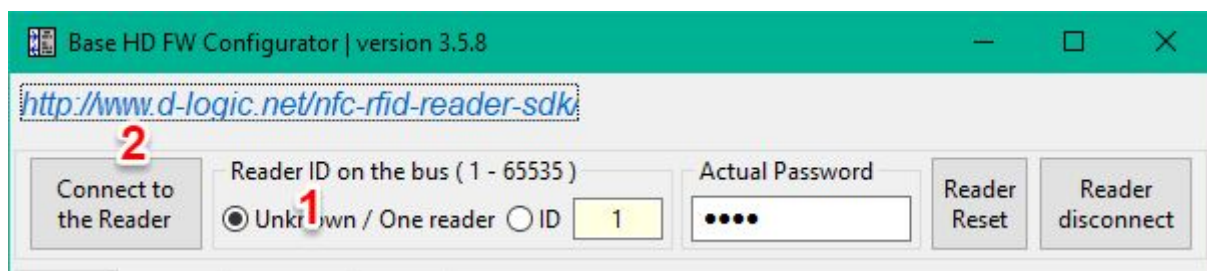 Base HD FW Configurator | version 3.5.8
http://www.d-logic.net/nfc-rfid-reader-sdk/
2
Connect to
the Reader
Reader ID on the bus ( 1 - 65535 )
1
Unknown / One reader
ID
1
Actual Password
••••
Reader
Reset
Reader
disconnect